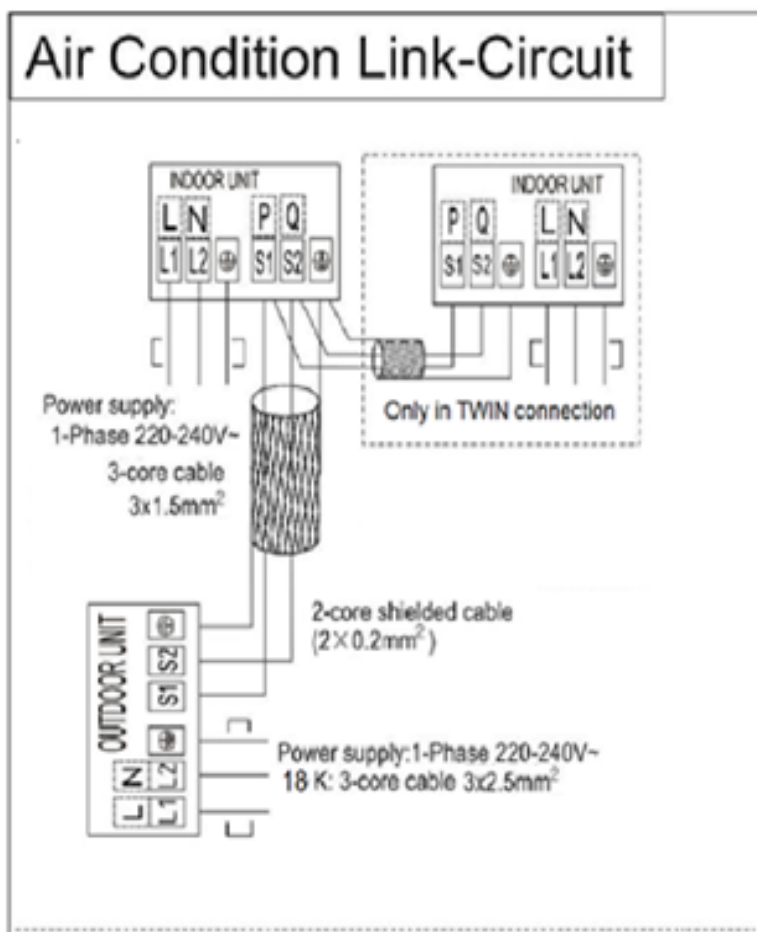 Air Condition Link-Circuit
INDOOR UNIT
L N P Q
L1 L2 S1 S2
INDOOR UNIT
P Q L N
S1 S2 L1 L2
Only in TWIN connection
Power supply:
1-Phase 220-240V~
3-core cable
3x1.5mm²
2-core shielded cable
(2×0.2mm²)
OUTDOOR UNIT
S2
S1
N L2
L L1
Power supply:1-Phase 220-240V~
18 K: 3-core cable 3x2.5mm²